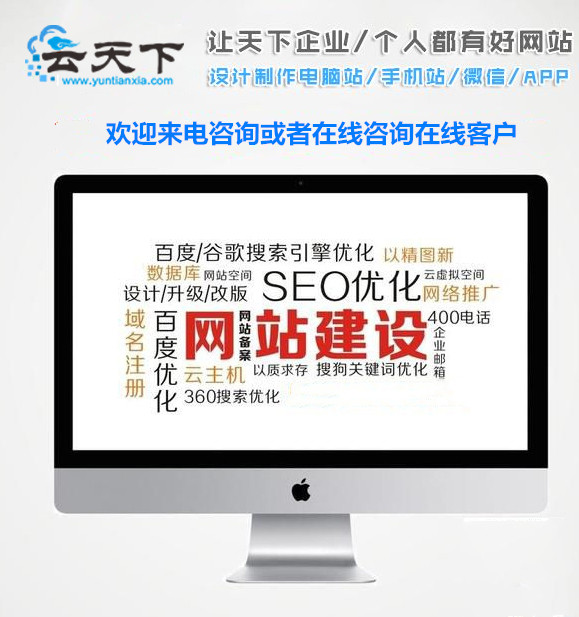 云天下
www.yuntianxia.com
让天下企业/个人都有好网站
设计制作电脑站/手机站/微信/APP
欢迎来电咨询或者在线咨询在线客户
百度/谷歌搜索引擎优化 以精图新
数据库 网站空间 SEO优化 云虚拟空间
设计/升级/改版 网络推广
域名注册
百度优化
网站建设
网站备案
400电话
企业邮箱
云主机 以质求存 搜狗关键词优化
360搜索优化